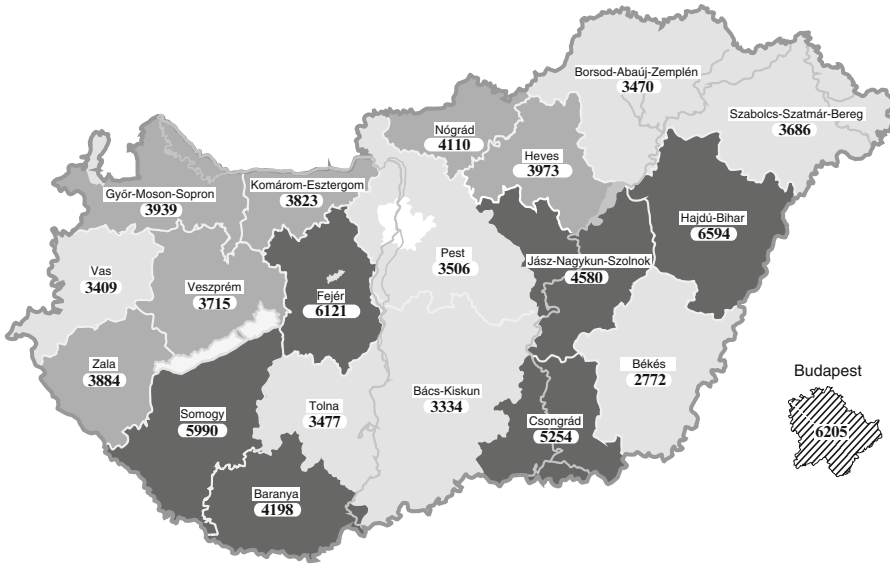 Borsod-Abaúj-Zemplén
3470
Szabolcs-Szatmár-Bereg
3686
Nógrád
4110
Heves
3973
Komárom-Esztergom
3823
Győr-Moson-Sopron
3939
Hajdú-Bihar
6594
Pest
3506
Jász-Nagykun-Szolnok
4580
Vas
3409
Veszprém
3715
Fejér
6121
Zala
3884
Békés
2772
Budapest
6205
Bács-Kiskun
3334
Tolna
3477
Somogy
5990
Csongrád
5254
Baranya
4198